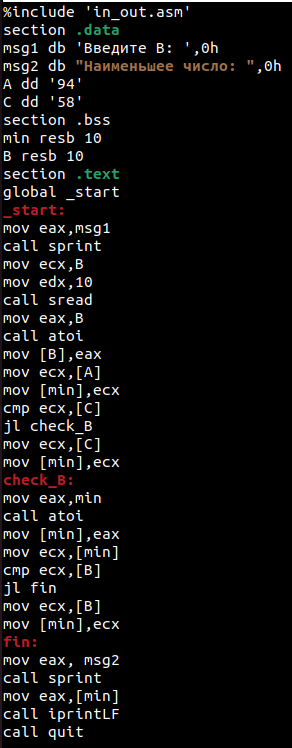 %include 'in_out.asm'
section .data
msg1 db 'Введите B: ',0h
msg2 db "Наименьшее число: ",0h
A dd '94'
C dd '58'
section .bss
min resb 10
B resb 10
section .text
global _start
_start:
mov eax,msg1
call sprint
mov ecx,B
mov edx,10
call sread
mov eax,B
call atoi
mov [B],eax
mov ecx,[A]
mov [min],ecx
cmp ecx,[C]
jl check_B
mov ecx,[C]
mov [min],ecx
check_B:
mov eax,min
call atoi
mov [min],eax
mov ecx,[min]
cmp ecx,[B]
jl fin
mov ecx,[B]
mov [min],ecx
fin:
mov eax, msg2
call sprint
mov eax,[min]
call iprintLF
call quit